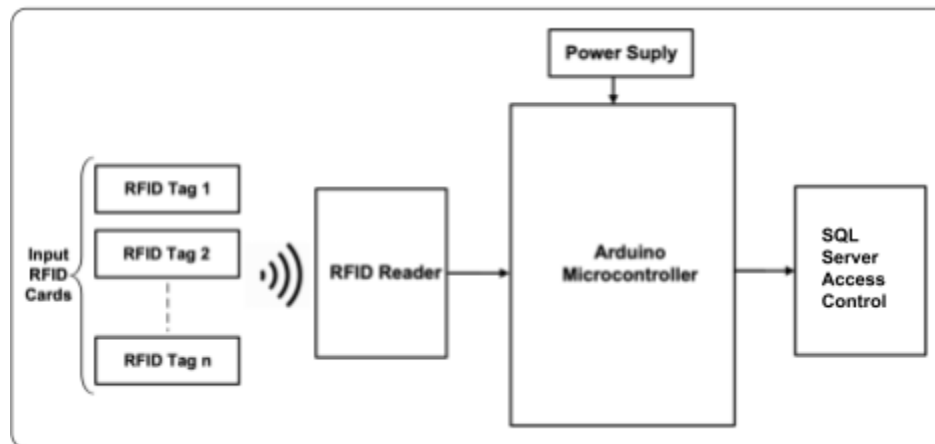 Power Suply
RFID Tag 1
RFID Tag 2
RFID Tag n
Input
RFID
Cards
RFID Reader
Arduino
Microcontroller
SQL
Server
Access
Control